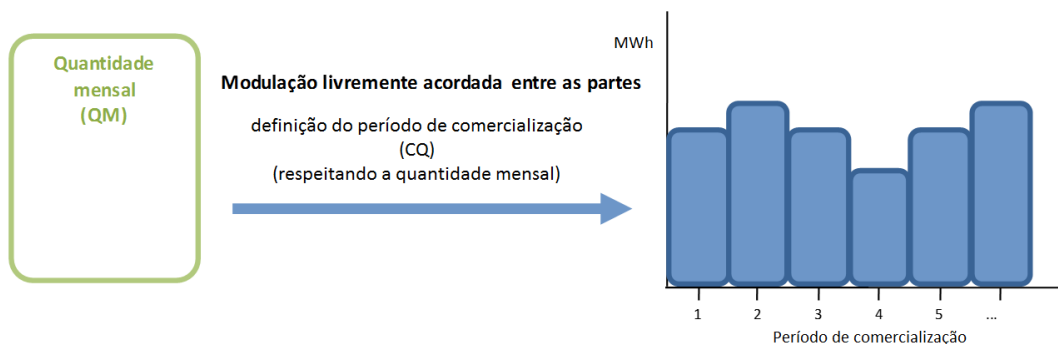 Quantidade
mensal
(QM)
Modulação livremente acordada entre as partes
definição do período de comercialização
(CQ)
(respeitando a quantidade mensal)
MWh
1
2
3
4
5
...
Período de comercialização